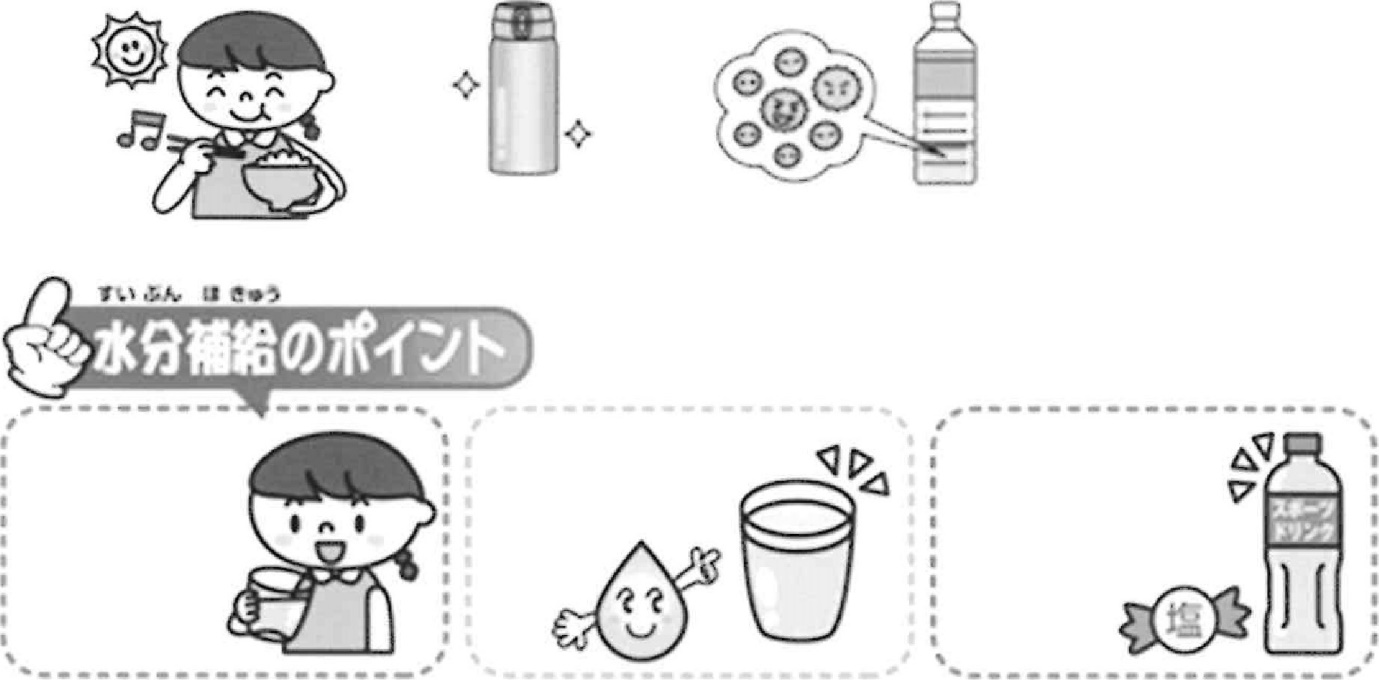 すい ぶん ほ きゅう
水分補給のポイント
スポーツ
ドリンク
塩